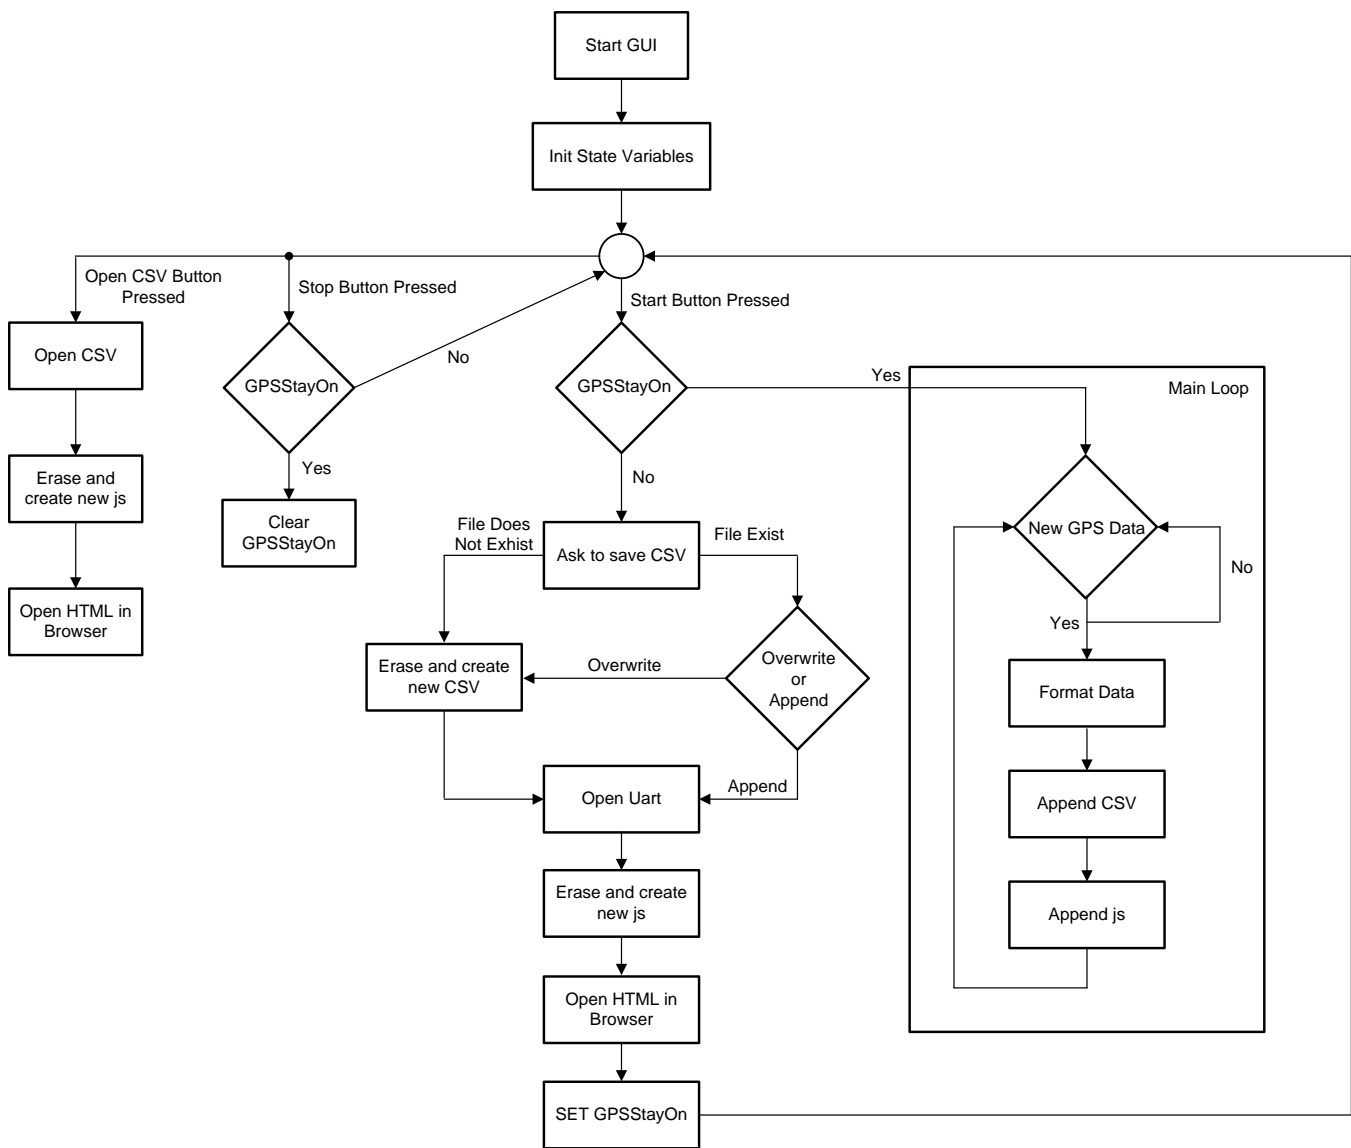 Start GUI
Init State Variables
Open CSV Button
Pressed
Stop Button Pressed
Start Button Pressed
Open CSV
GPSStayOn
No
GPSStayOn
Yes
Main Loop
Erase and
create new js
Yes
No
Clear
GPSStayOn
File Does
Not Exhist
Ask to save CSV
File Exist
New GPS Data
No
Yes
Open HTML in
Browser
Erase and create
new CSV
Overwrite
Overwrite
or
Append
Format Data
Open Uart
Append
Append CSV
Erase and create
new js
Append js
Open HTML in
Browser
SET GPSStayOn